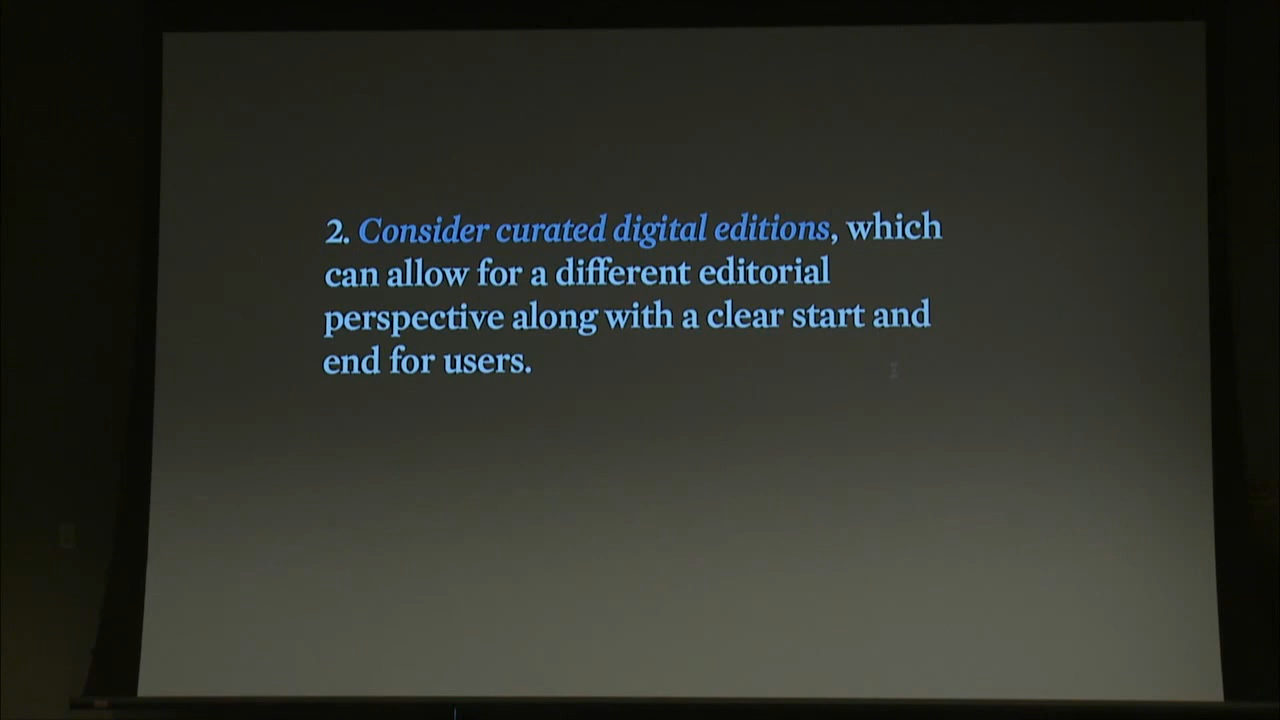 2. Consider curated digital editions, which
can allow for a different editorial
perspective along with a clear start and
end for users.